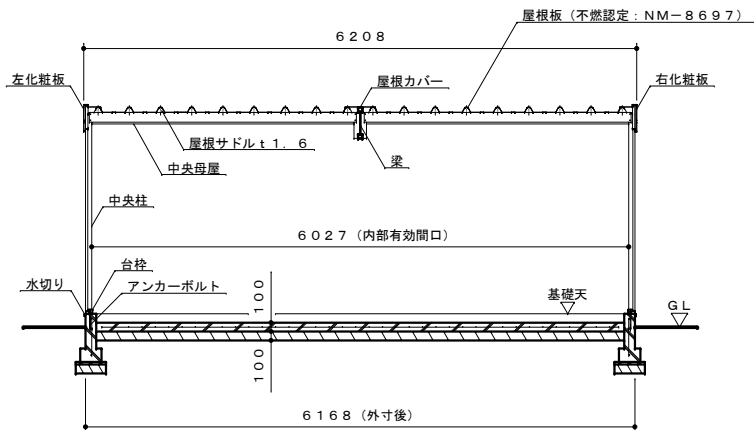 屋根板（不燃認定：ＮＭ－８６９７）
６２０８
左化粧板
屋根カバー
右化粧板
屋根サドルｔ１．６
中央母屋
梁
中央柱
６０２７（内部有効間口）
台枠
水切り
アンカーボルト
１００
基礎天
ＧＬ
１００
６１６８（外寸後）